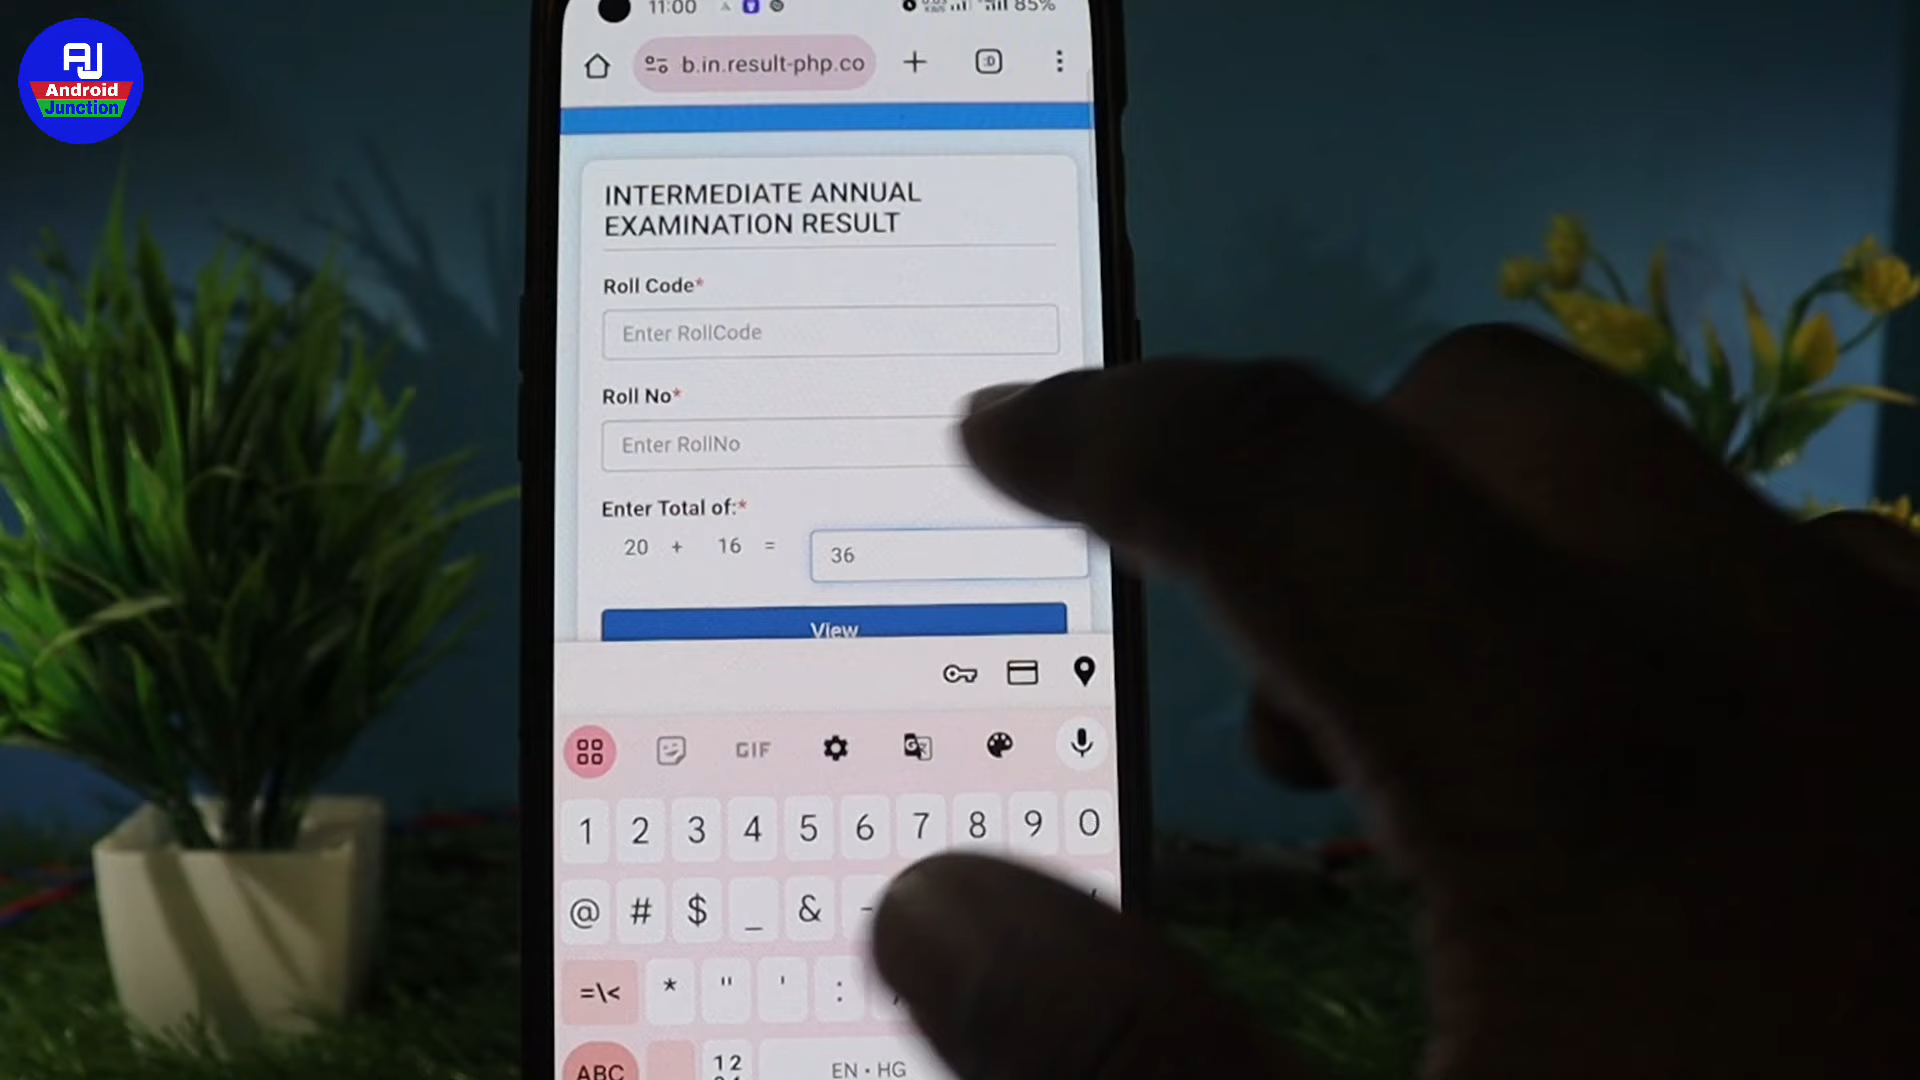 AJ
Android
Junction
11:00
85%
b.in.result-php.co
:D
INTERMEDIATE ANNUAL
EXAMINATION RESULT
Roll Code*
Enter RollCode
Roll No*
Enter RollNo
Enter Total of:*
20 + 16 = 36
View
GIF
1 2 3 4 5 6 7 8 9 0
@ # $ _ & -
=\< * " ' :
ABC 1 2 EN • HG